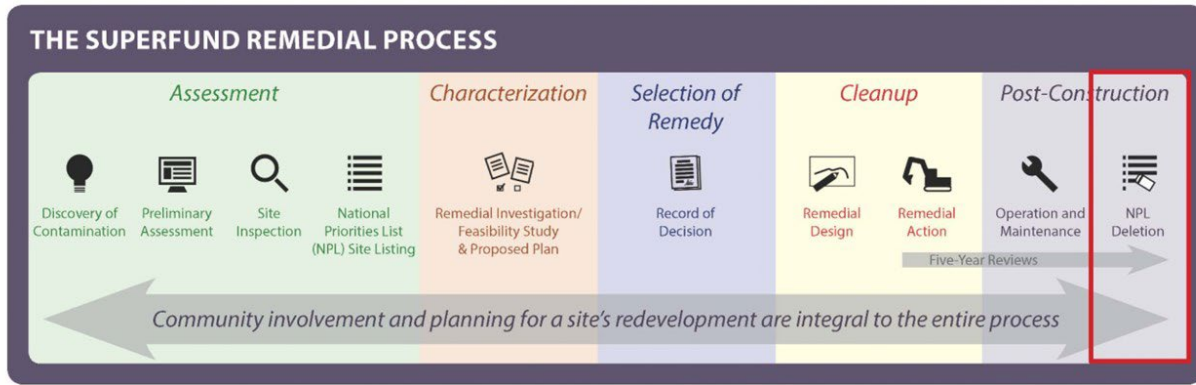 THE SUPERFUND REMEDIAL PROCESS
Assessment
Discovery of
Contamination
Preliminary
Assessment
Site
Inspection
National
Priorities List
(NPL) Site Listing
Characterization
Remedial Investigation/
Feasibility Study
& Proposed Plan
Selection of
Remedy
Record of
Decision
Cleanup
Remedial
Design
Remedial
Action
Post-Construction
Operation and
Maintenance
NPL
Deletion
Five-Year Reviews
Community involvement and planning for a site's redevelopment are integral to the entire process